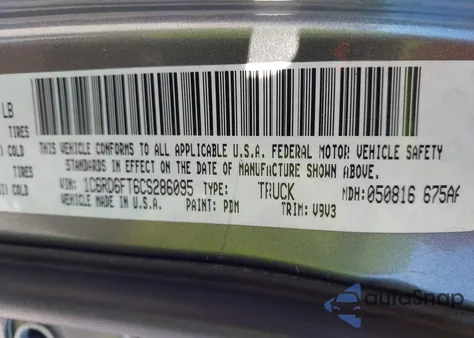 LB
TIRES
COLD
TIRES
COLD
THIS VEHICLE CONFORMS TO ALL APPLICABLE U.S.A. FEDERAL MOTOR VEHICLE SAFETY
STANDARDS IN EFFECT ON THE DATE OF MANUFACTURE SHOWN ABOVE.
VIN: 1C6RD6FT6CS286095 TYPE: TRUCK MDH:050816 675AF
VEHICLE MADE IN U.S.A. PAINT: PDM TRIM: V9V3
autoSnap